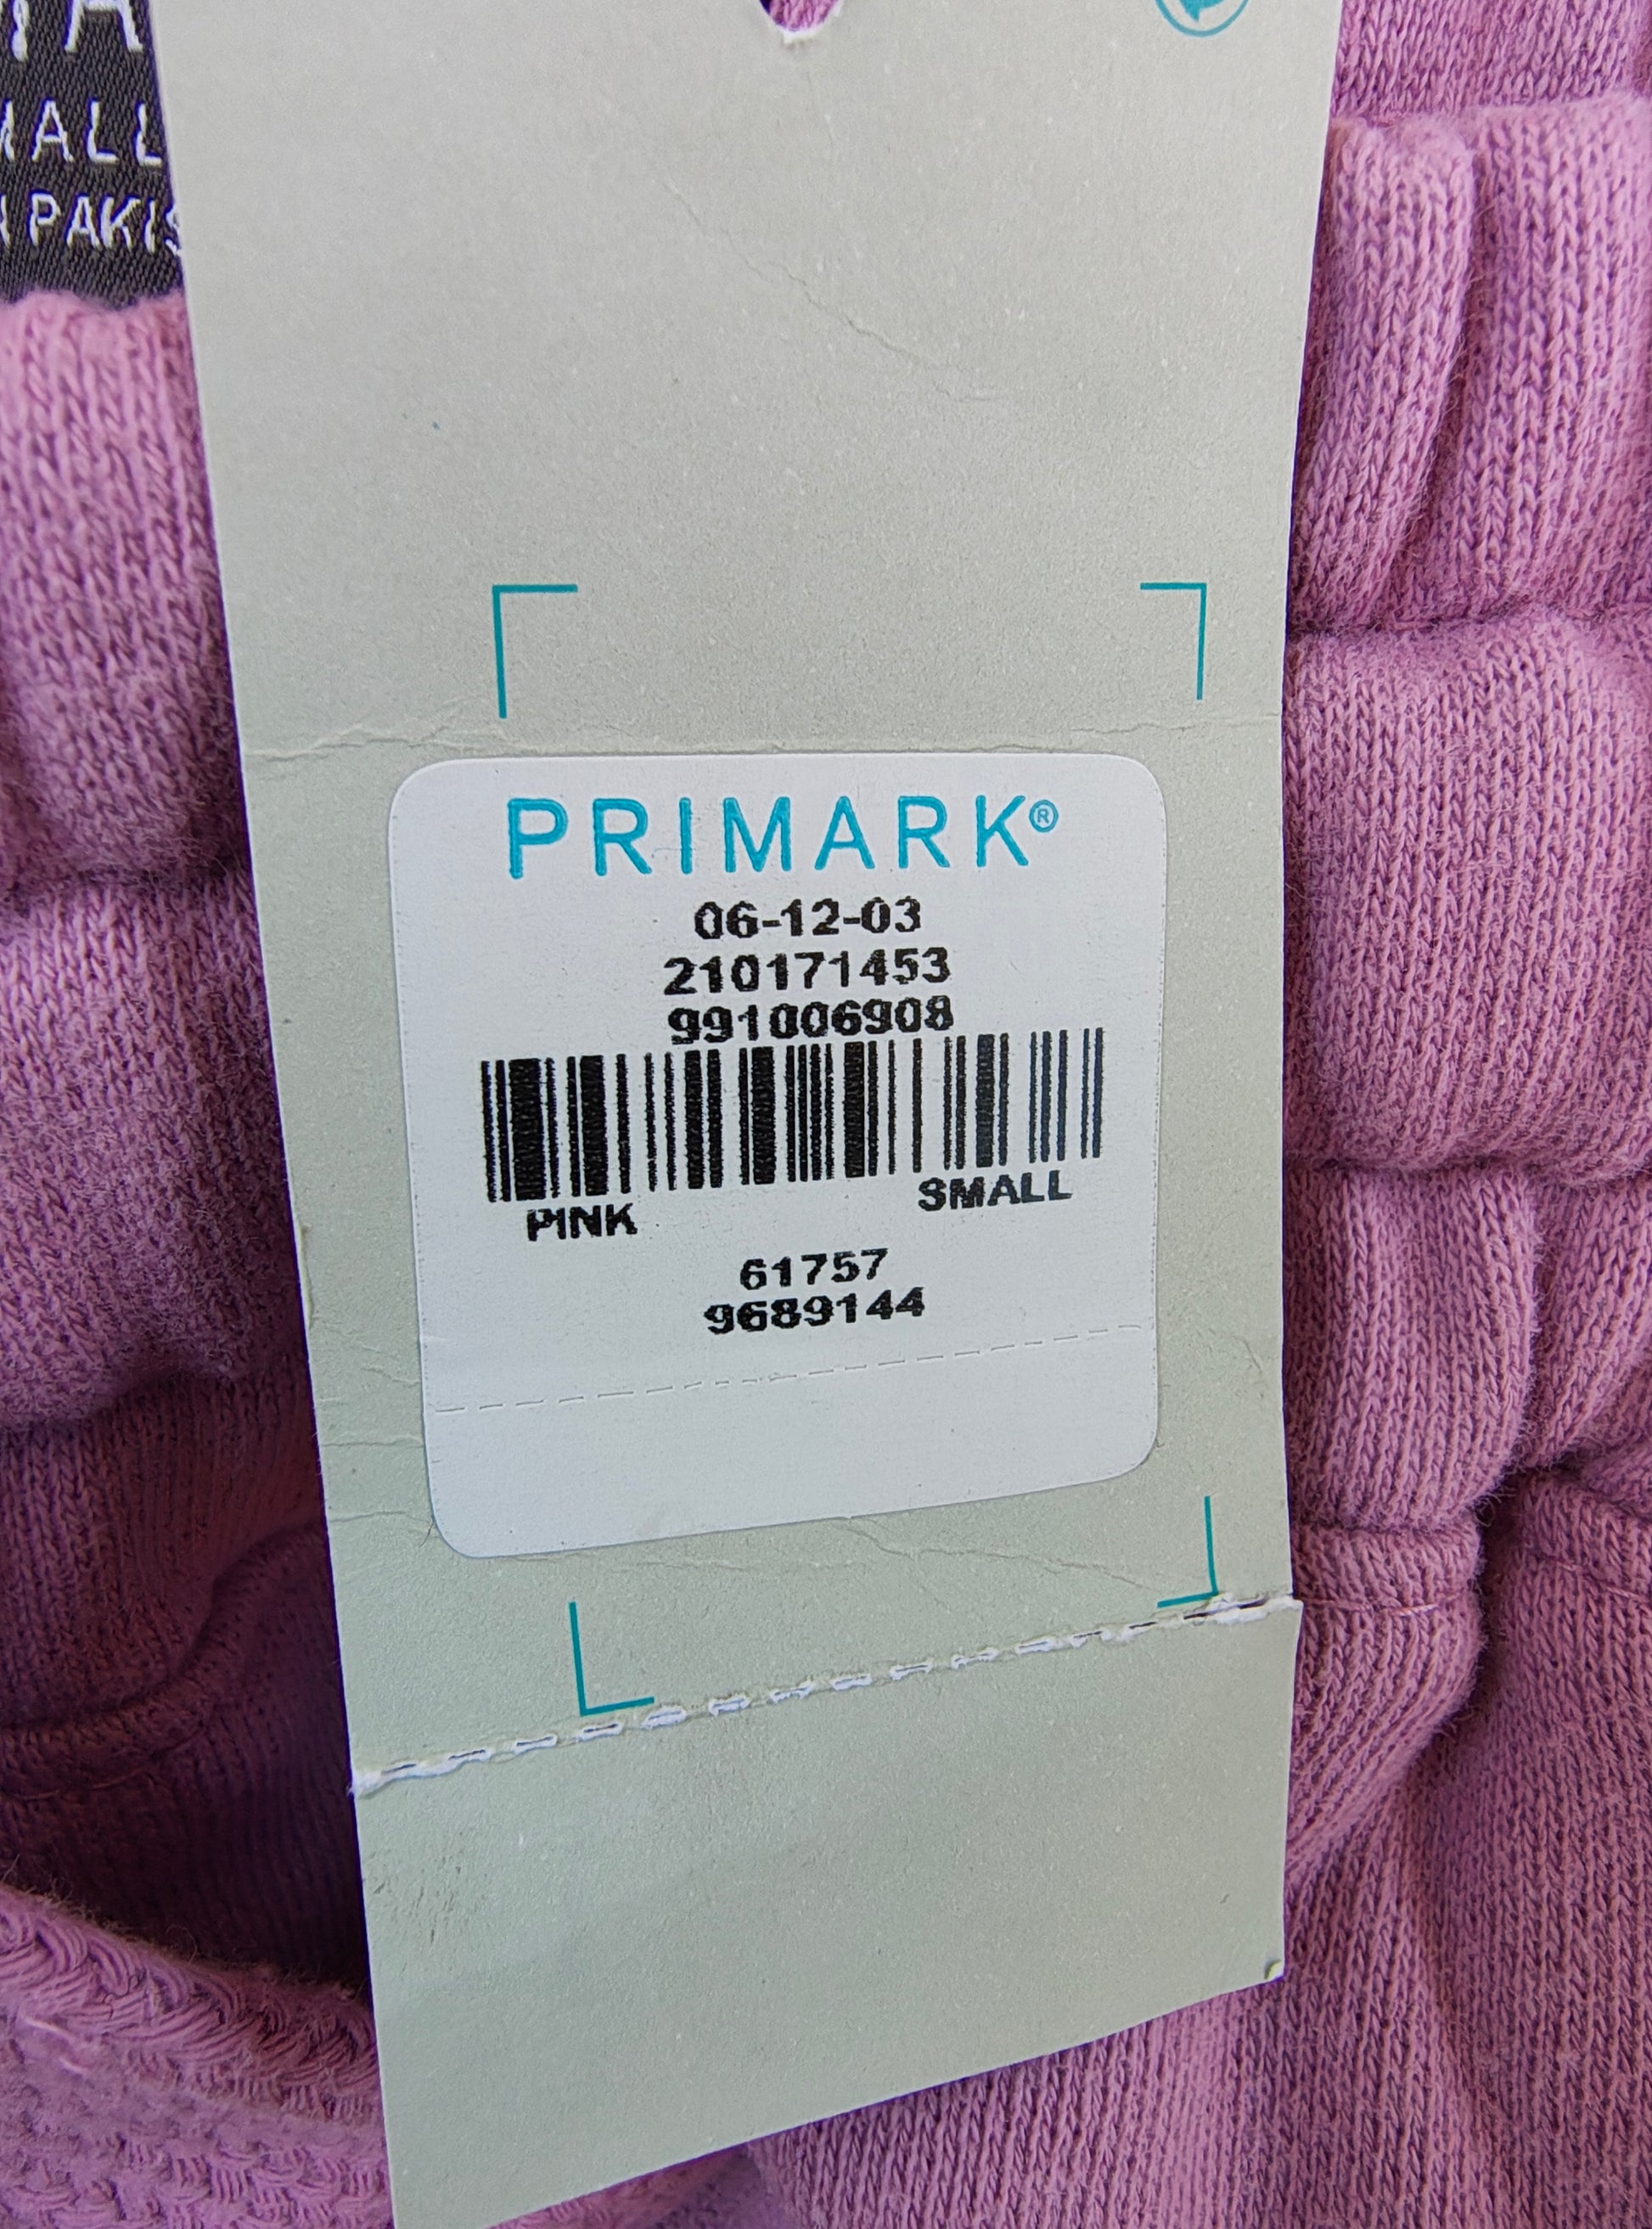 MALL
N PAKIS
PRIMARK®
06-12-03
210171453
991006908
PINK SMALL
61757
9689144